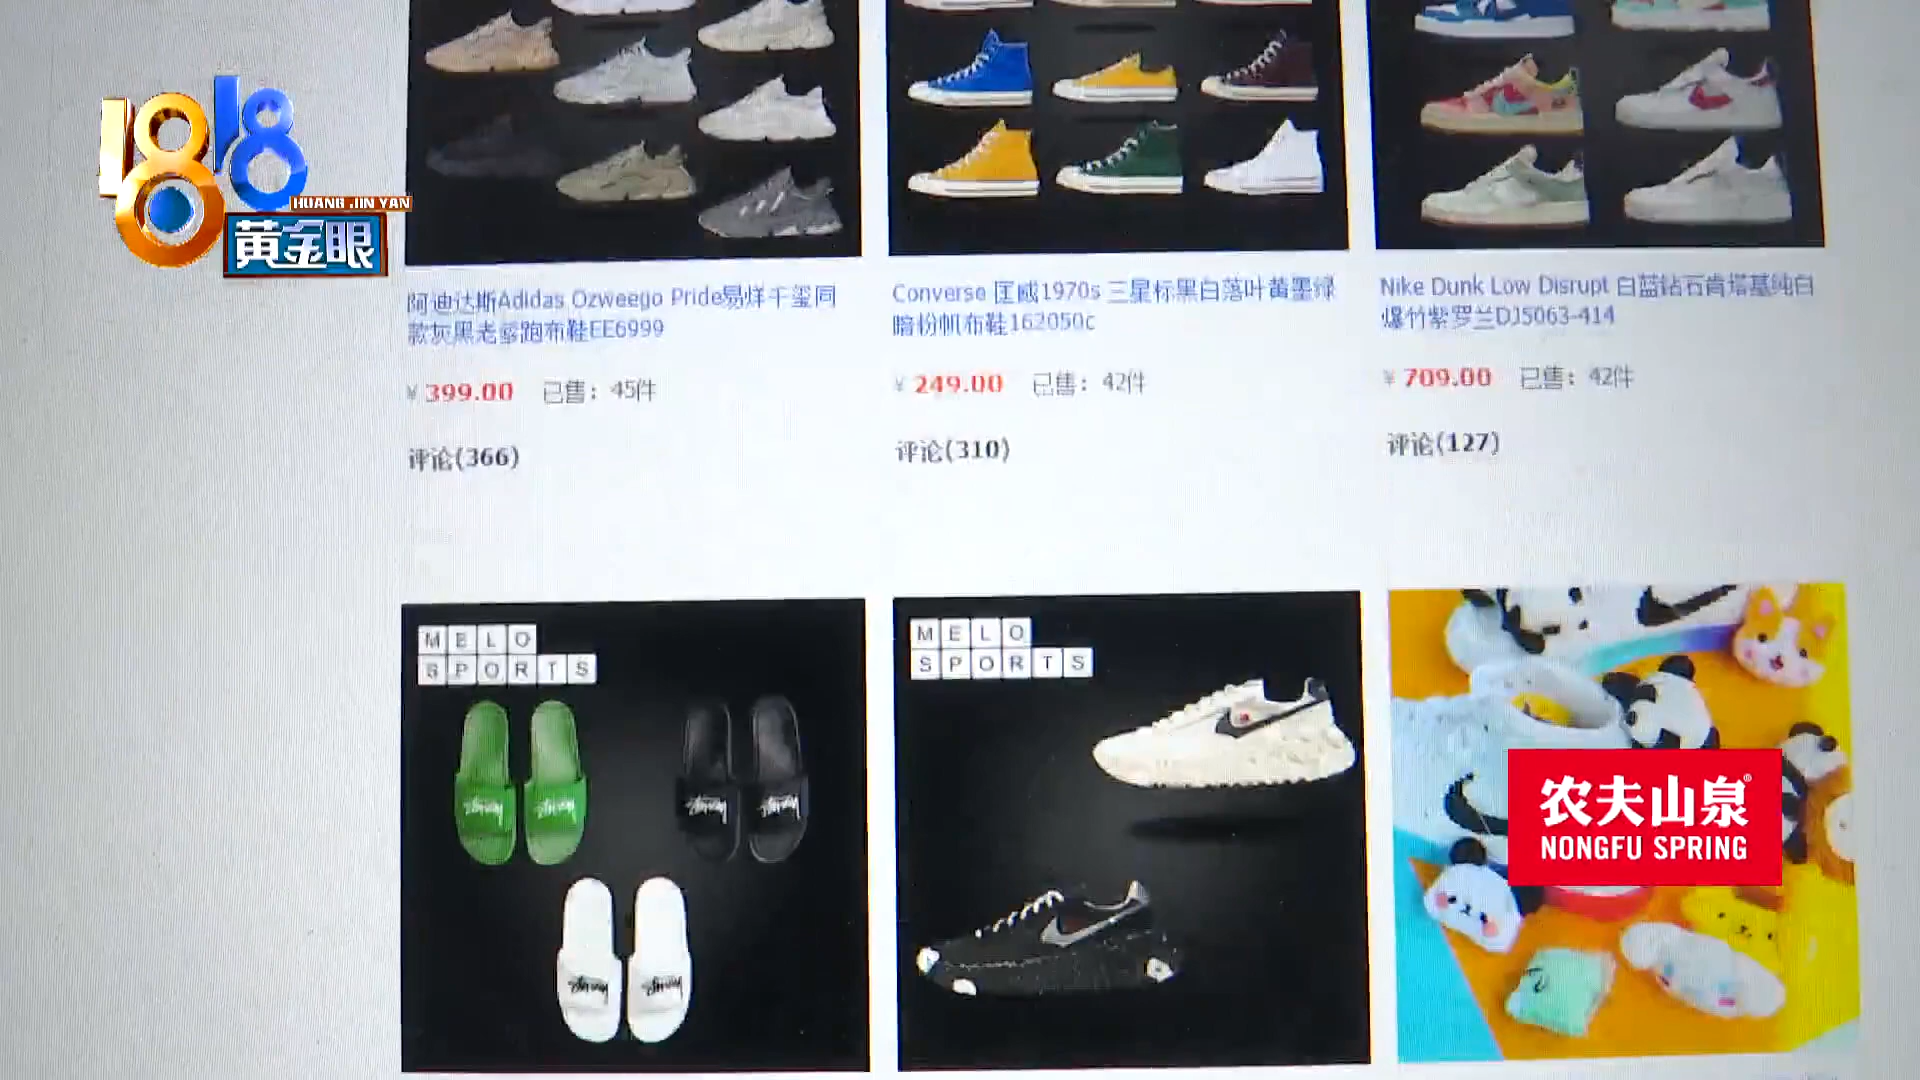 1818
HUANG JIN YAN
黄金眼
阿迪达斯Adidas Ozweego Pride易烊千玺同
款灰黑老爹跑布鞋EE6999
¥ 399.00 已售：45件
评论(366)
Converse 匡威1970s 三星标黑白落叶黄墨绿
暗粉帆布鞋162050c
¥ 249.00 已售：42件
评论(310)
Nike Dunk Low Disrupt 白蓝钻石肯塔基纯白
爆竹紫罗兰DJ5063-414
¥ 709.00 已售：42件
评论(127)
MELO
SPORTS
MELO
SPORTS
农夫山泉®
NONGFU SPRING